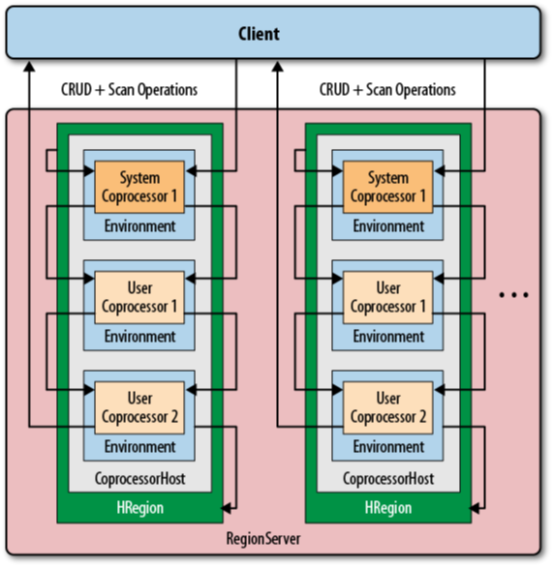 Client
CRUD + Scan Operations
CRUD + Scan Operations
System
Coprocessor 1
Environment
User
Coprocessor 1
Environment
User
Coprocessor 2
Environment
CoprocessorHost
HRegion
System
Coprocessor 1
Environment
User
Coprocessor 1
Environment
User
Coprocessor 2
Environment
CoprocessorHost
HRegion
...
RegionServer